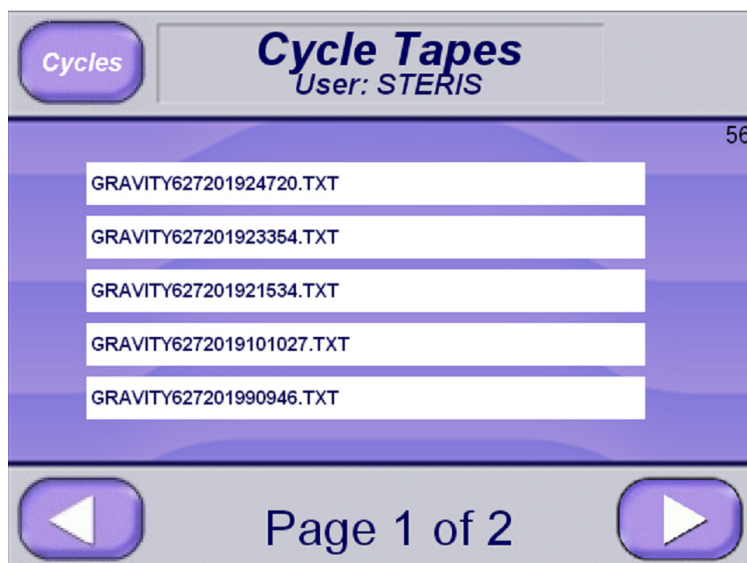 Cycles
Cycle Tapes
User: STERIS
56
GRAVITY627201924720.TXT
GRAVITY627201923354.TXT
GRAVITY627201921534.TXT
GRAVITY6272019101027.TXT
GRAVITY627201990946.TXT
Page 1 of 2